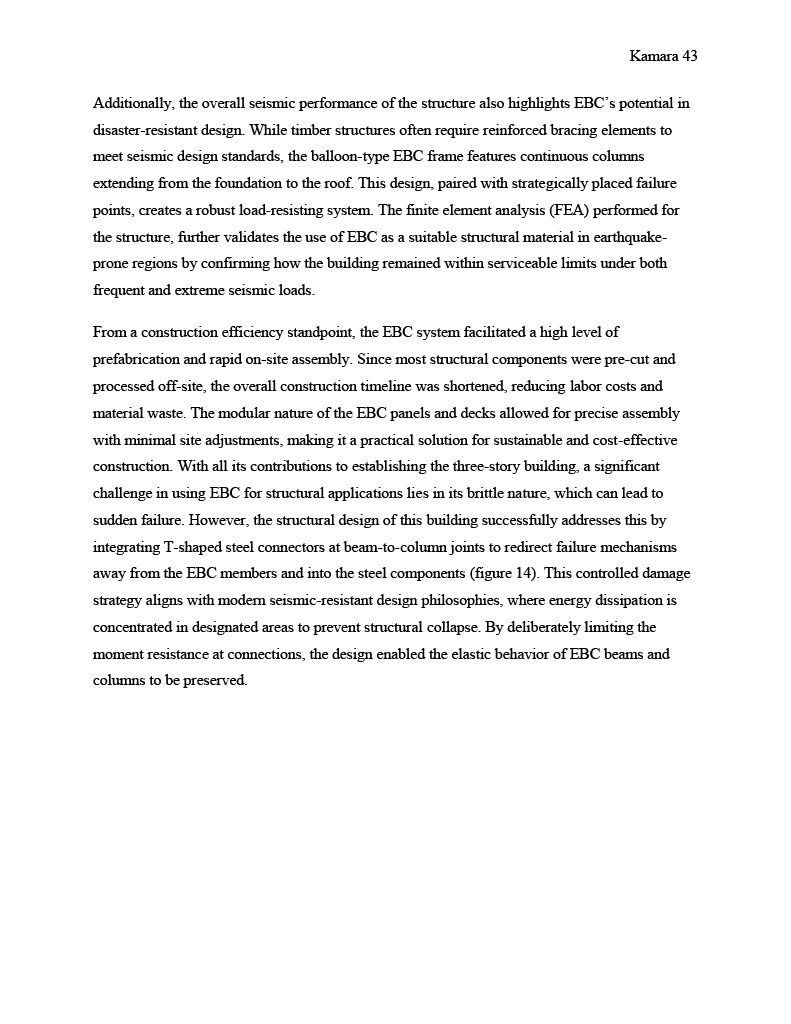 Kamara 43
Additionally, the overall seismic performance of the structure also highlights EBC’s potential in
disaster-resistant design. While timber structures often require reinforced bracing elements to
meet seismic design standards, the balloon-type EBC frame features continuous columns
extending from the foundation to the roof. This design, paired with strategically placed failure
points, creates a robust load-resisting system. The finite element analysis (FEA) performed for
the structure, further validates the use of EBC as a suitable structural material in earthquake-
prone regions by confirming how the building remained within serviceable limits under both
frequent and extreme seismic loads.
From a construction efficiency standpoint, the EBC system facilitated a high level of
prefabrication and rapid on-site assembly. Since most structural components were pre-cut and
processed off-site, the overall construction timeline was shortened, reducing labor costs and
material waste. The modular nature of the EBC panels and decks allowed for precise assembly
with minimal site adjustments, making it a practical solution for sustainable and cost-effective
construction. With all its contributions to establishing the three-story building, a significant
challenge in using EBC for structural applications lies in its brittle nature, which can lead to
sudden failure. However, the structural design of this building successfully addresses this by
integrating T-shaped steel connectors at beam-to-column joints to redirect failure mechanisms
away from the EBC members and into the steel components (figure 14). This controlled damage
strategy aligns with modern seismic-resistant design philosophies, where energy dissipation is
concentrated in designated areas to prevent structural collapse. By deliberately limiting the
moment resistance at connections, the design enabled the elastic behavior of EBC beams and
columns to be preserved.